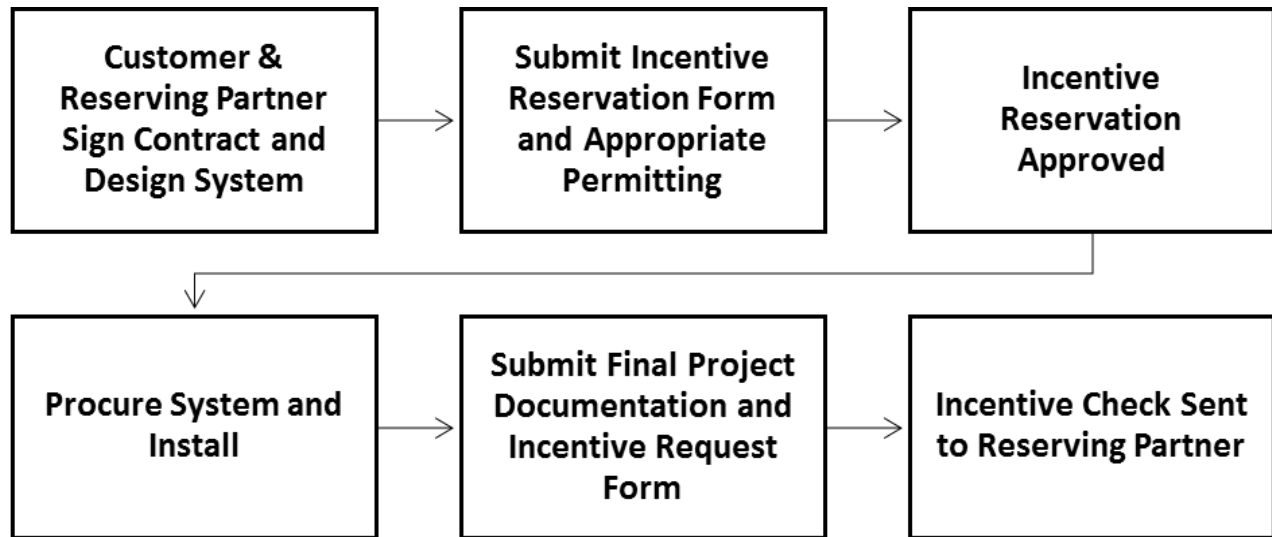 Customer &
Reserving Partner
Sign Contract and
Design System
Submit Incentive
Reservation Form
and Appropriate
Permitting
Incentive
Reservation
Approved
Procure System and
Install
Submit Final Project
Documentation and
Incentive Request
Form
Incentive Check Sent
to Reserving Partner